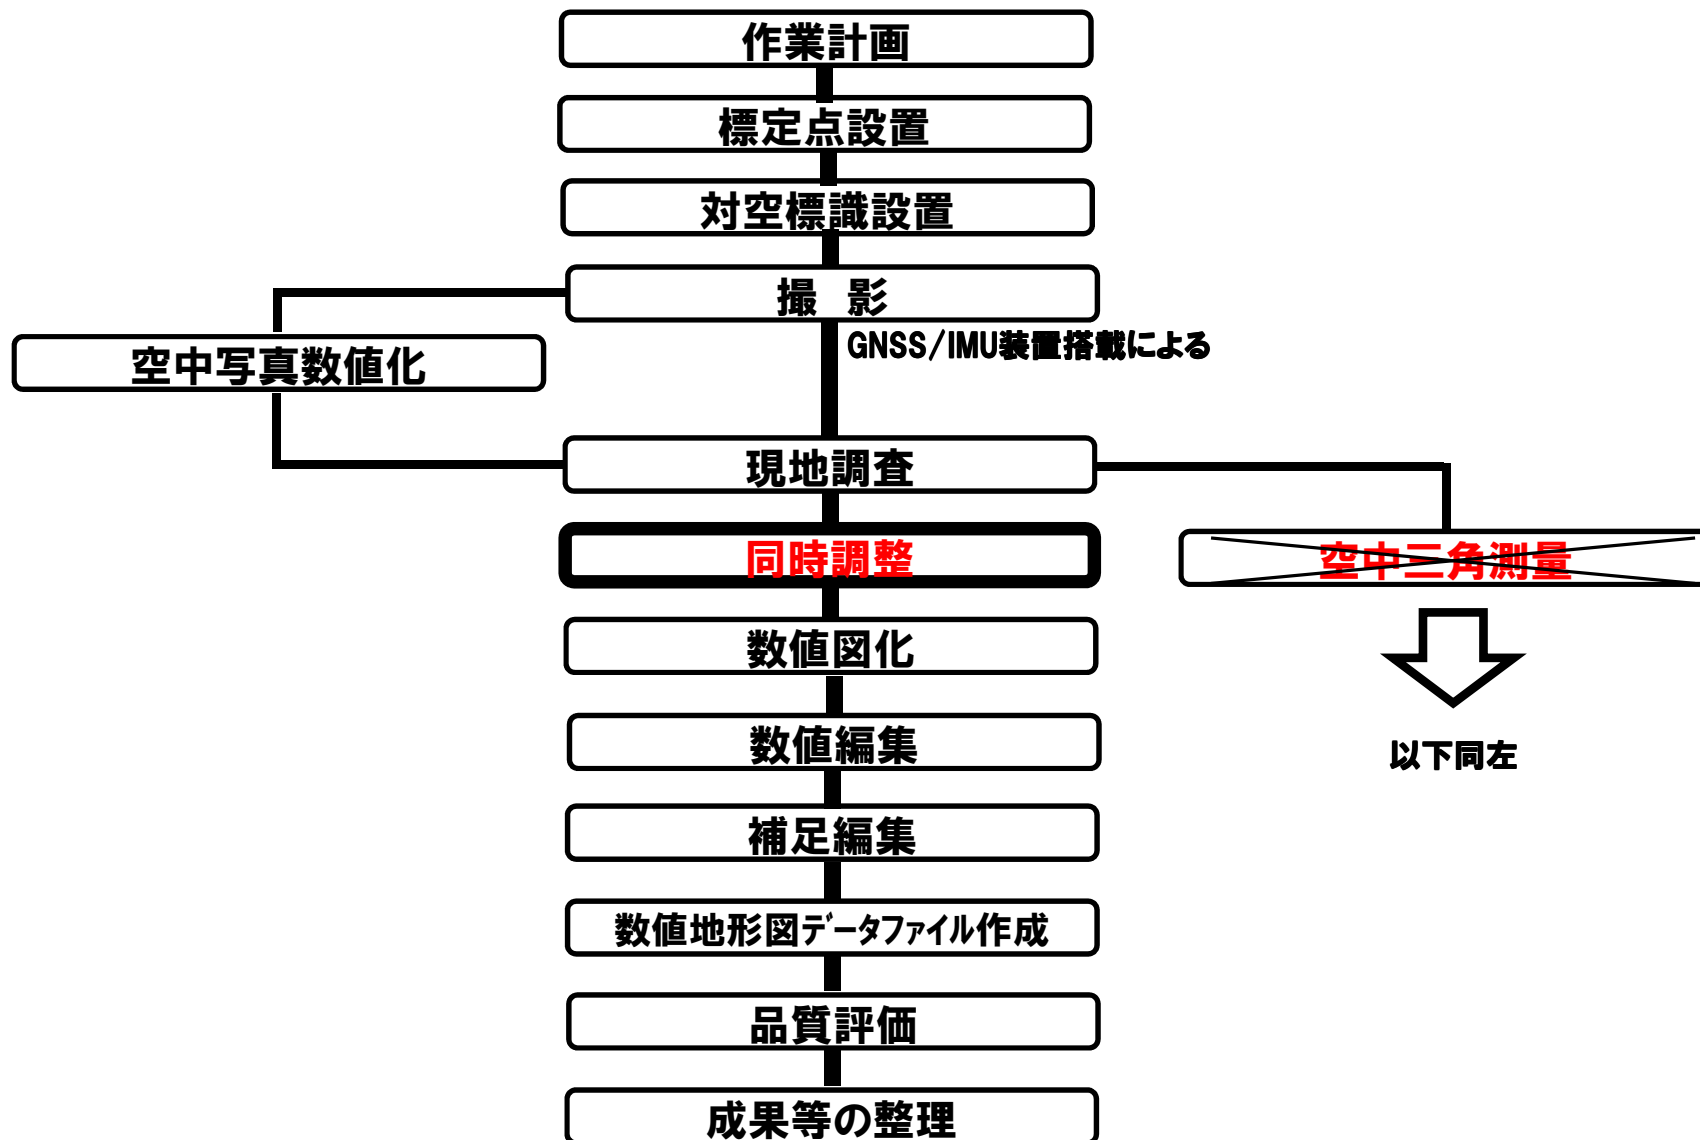 作業計画
標定点設置
対空標識設置
撮　影
GNSS/IMU装置搭載による
空中写真数値化
現地調査
同時調整
空中三角測量
数値図化
数値編集
以下同左
補足編集
数値地形図データファイル作成
品質評価
成果等の整理